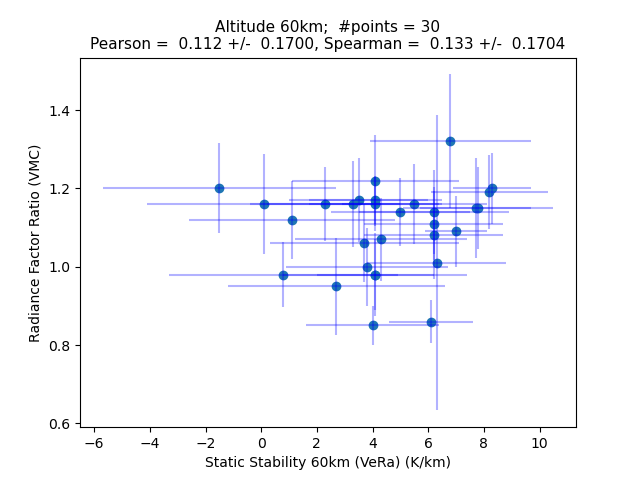 Altitude 60km;  #points = 30
Pearson =  0.112 +/-  0.1700, Spearman =  0.133 +/-  0.1704
Radiance Factor Ratio (VMC)
1.4
1.2
1.0
0.8
0.6
−6 −4 −2 0 2 4 6 8 10
Static Stability 60km (VeRa) (K/km)